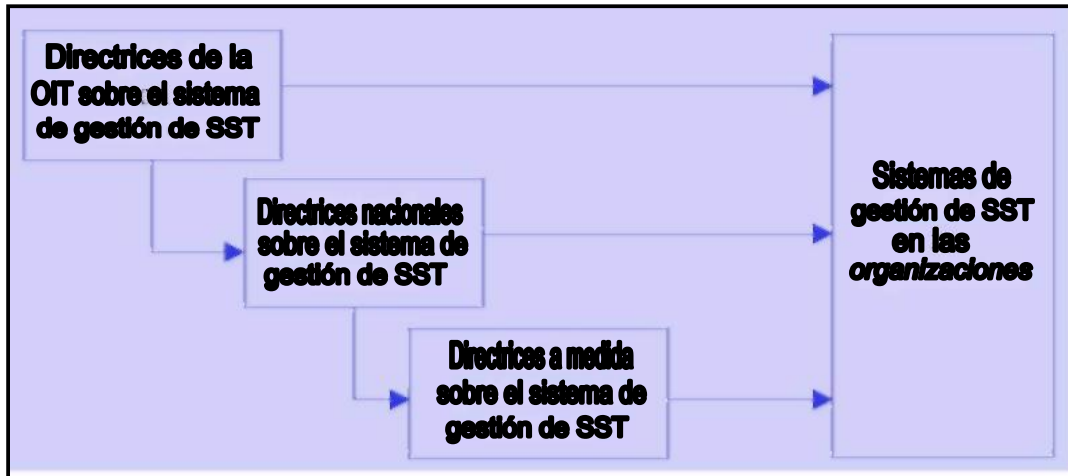 Directrices de la
OIT sobre el sistema
de gestión de SST
Directrices nacionales
sobre el sistema de
gestión de SST
Directrices a medida
sobre el sistema de
gestión de SST
Sistemas de
gestión de SST
en las
organizaciones